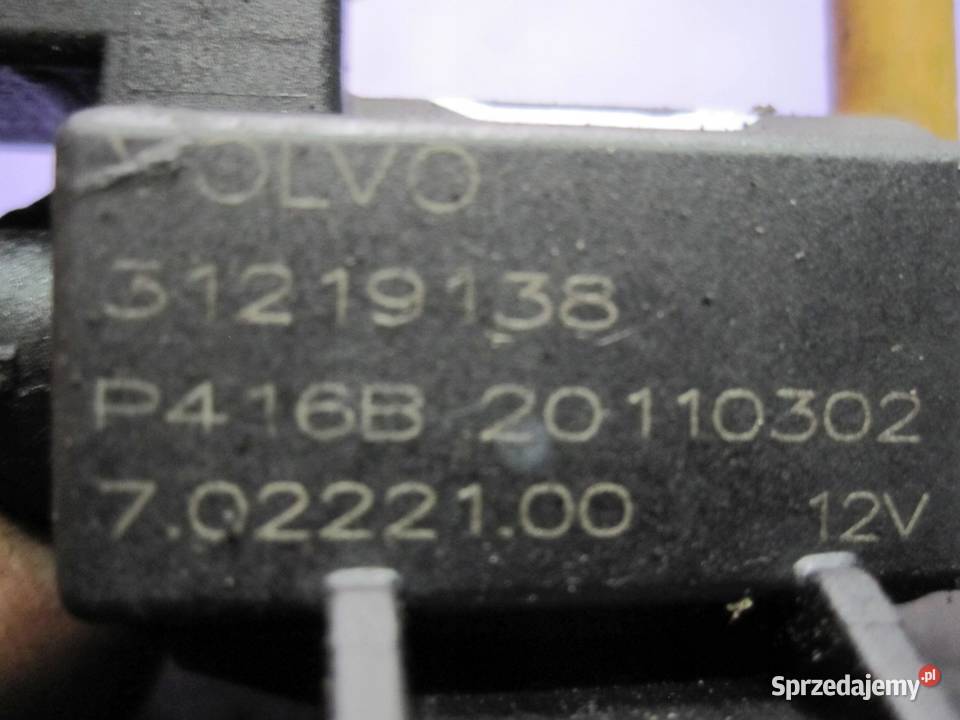 VOLVO
31219138
P416B 20110302
7.02221.00 12V
Sprzedajemy.pl